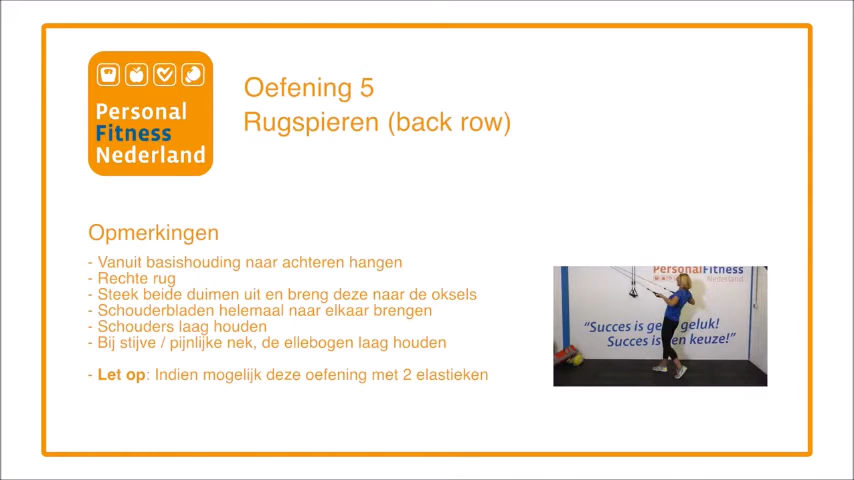 Personal
Fitness
Nederland
Oefening 5
Rugspieren (back row)
Opmerkingen
- Vanuit basishouding naar achteren hangen
- Rechte rug
- Steek beide duimen uit en breng deze naar de oksels
- Schouderbladen helemaal naar elkaar brengen
- Schouders laag houden
- Bij stijve / pijnlijke nek, de ellebogen laag houden
- Let op: Indien mogelijk deze oefening met 2 elastieken
PersonalFitness
Nederland
"Succes is ge geluk!
Succes is en keuze!"